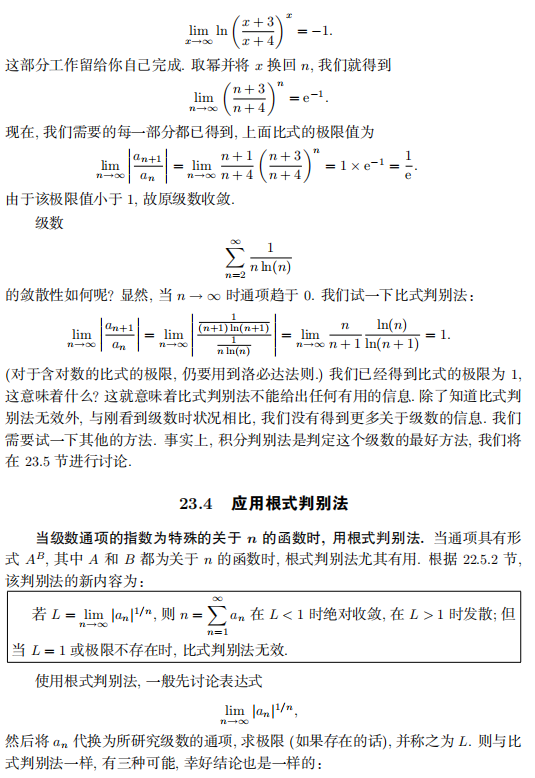 $$\lim_{x\to\infty} \ln\left(\frac{x+3}{x+4}\right)^x = -1.$$
这部分工作留给你自己完成. 取幂并将 x 换回 n, 我们就得到
$$\lim_{n\to\infty} \left(\frac{n+3}{n+4}\right)^n = \mathrm{e}^{-1}.$$
现在, 我们需要的每一部分都已得到, 上面比式的极限值为
$$\lim_{n\to\infty} \left|\frac{a_{n+1}}{a_n}\right| = \lim_{n\to\infty} \frac{n+1}{n+4} \left(\frac{n+3}{n+4}\right)^n = 1 \times \mathrm{e}^{-1} = \frac{1}{\mathrm{e}}.$$
由于该极限值小于 1, 故原级数收敛.
级数
$$\sum_{n=2}^{\infty} \frac{1}{n\ln(n)}$$
的敛散性如何呢? 显然, 当 n → ∞ 时通项趋于 0. 我们试一下比式判别法:
$$\lim_{n\to\infty} \left|\frac{a_{n+1}}{a_n}\right| = \lim_{n\to\infty} \left|\frac{\frac{1}{(n+1)\ln(n+1)}}{\frac{1}{n\ln(n)}}\right| = \lim_{n\to\infty} \frac{n}{n+1} \frac{\ln(n)}{\ln(n+1)} = 1.$$
(对于含对数的比式的极限, 仍要用到洛必达法则.) 我们已经得到比式的极限为 1,
这意味着什么? 这就意味着比式判别法不能给出任何有用的信息. 除了知道比式判
别法无效外, 与刚看到级数时状况相比, 我们没有得到更多关于级数的信息. 我们
需要试一下其他的方法. 事实上, 积分判别法是判定这个级数的最好方法, 我们将
在 23.5 节进行讨论.
23.4 应用根式判别法
当级数通项的指数为特殊的关于 n 的函数时, 用根式判别法. 当通项具有形
式 A^B, 其中 A 和 B 都为关于 n 的函数时, 根式判别法尤其有用. 根据 22.5.2 节,
该判别法的新内容为:
若 $L = \lim_{n\to\infty} |a_n|^{1/n}$, 则 $n = \sum_{n=1}^{\infty} a_n$ 在 L < 1 时绝对收敛, 在 L > 1 时发散; 但
当 L = 1 或极限不存在时, 比式判别法无效.
使用根式判别法, 一般先讨论表达式
$$\lim_{n\to\infty} |a_n|^{1/n},$$
然后将 $a_n$ 代换为所研究级数的通项, 求极限 (如果存在的话), 并称之为 L. 则与比
式判别法一样, 有三种可能, 幸好结论也是一样的: